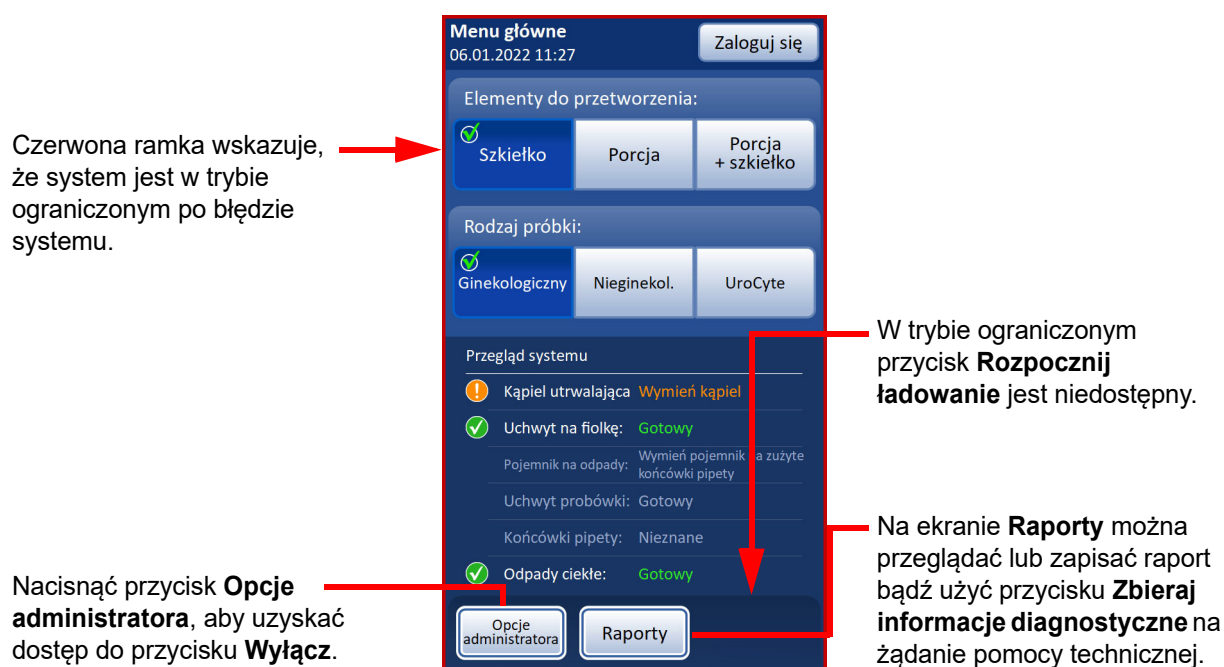 Menu główne
06.01.2022 11:27
Zaloguj się
Elementy do przetworzenia:
Szkiełko
Porcja
Porcja
+ szkiełko
Rodzaj próbki:
Ginekologiczny
Nieginekol.
UroCyte
Przegląd systemu
Kąpiel utrwalająca Wymień kąpiel
Uchwyt na fiolkę: Gotowy
Pojemnik na odpady: Wymień pojemnik na zużyte
końcówki pipety
Uchwyt probówki: Gotowy
Końcówki pipety: Nieznane
Odpady ciekłe: Gotowy
Opcje
administratora
Raporty
Czerwona ramka wskazuje,
że system jest w trybie
ograniczonym po błędzie
systemu.
Nacisnąć przycisk Opcje
administratora, aby uzyskać
dostęp do przycisku Wyłącz.
W trybie ograniczonym
przycisk Rozpocznij
ładowanie jest niedostępny.
Na ekranie Raporty można
przeglądać lub zapisać raport
bądź użyć przycisku Zbieraj
informacje diagnostyczne na
żądanie pomocy technicznej.